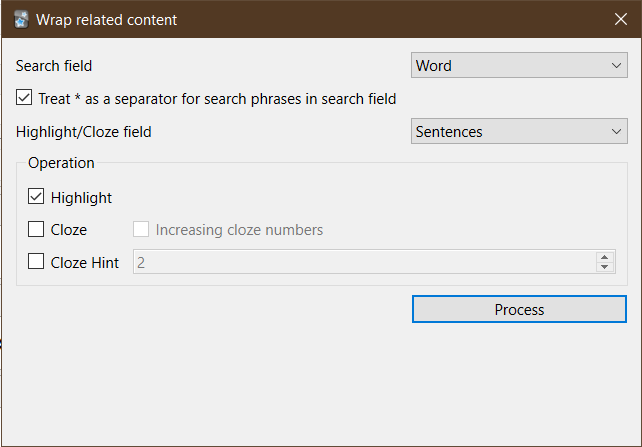 Wrap related content
Search field Word
Treat * as a separator for search phrases in search field
Highlight/Cloze field Sentences
Operation
Highlight
Cloze Increasing cloze numbers
Cloze Hint 2
Process